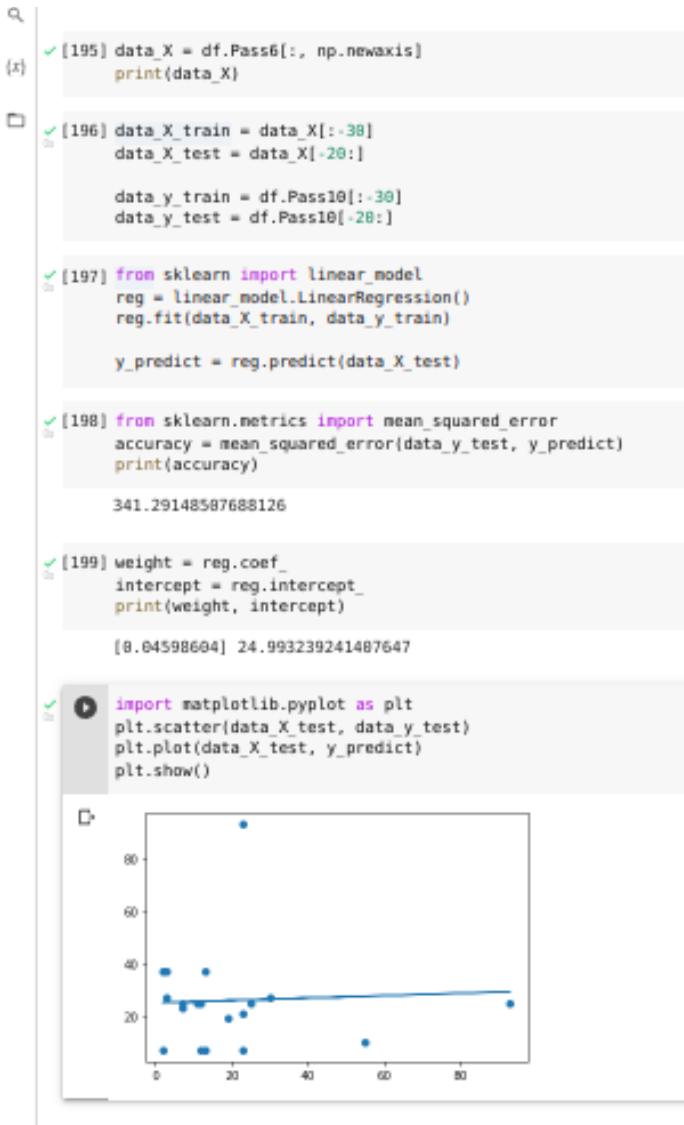 {x}
[195] data_X = df.Pass6[:, np.newaxis]
print(data_X)
[196] data_X_train = data_X[:-30]
data_X_test = data_X[-20:]
data_y_train = df.Pass10[:-30]
data_y_test = df.Pass10[-20:]
[197] from sklearn import linear_model
reg = linear_model.LinearRegression()
reg.fit(data_X_train, data_y_train)
y_predict = reg.predict(data_X_test)
[198] from sklearn.metrics import mean_squared_error
accuracy = mean_squared_error(data_y_test, y_predict)
print(accuracy)
341.29148507688126
[199] weight = reg.coef_
intercept = reg.intercept_
print(weight, intercept)
[0.04598604] 24.993239241407647
import matplotlib.pyplot as plt
plt.scatter(data_X_test, data_y_test)
plt.plot(data_X_test, y_predict)
plt.show()
80
60
40
20
0 20 40 60 80